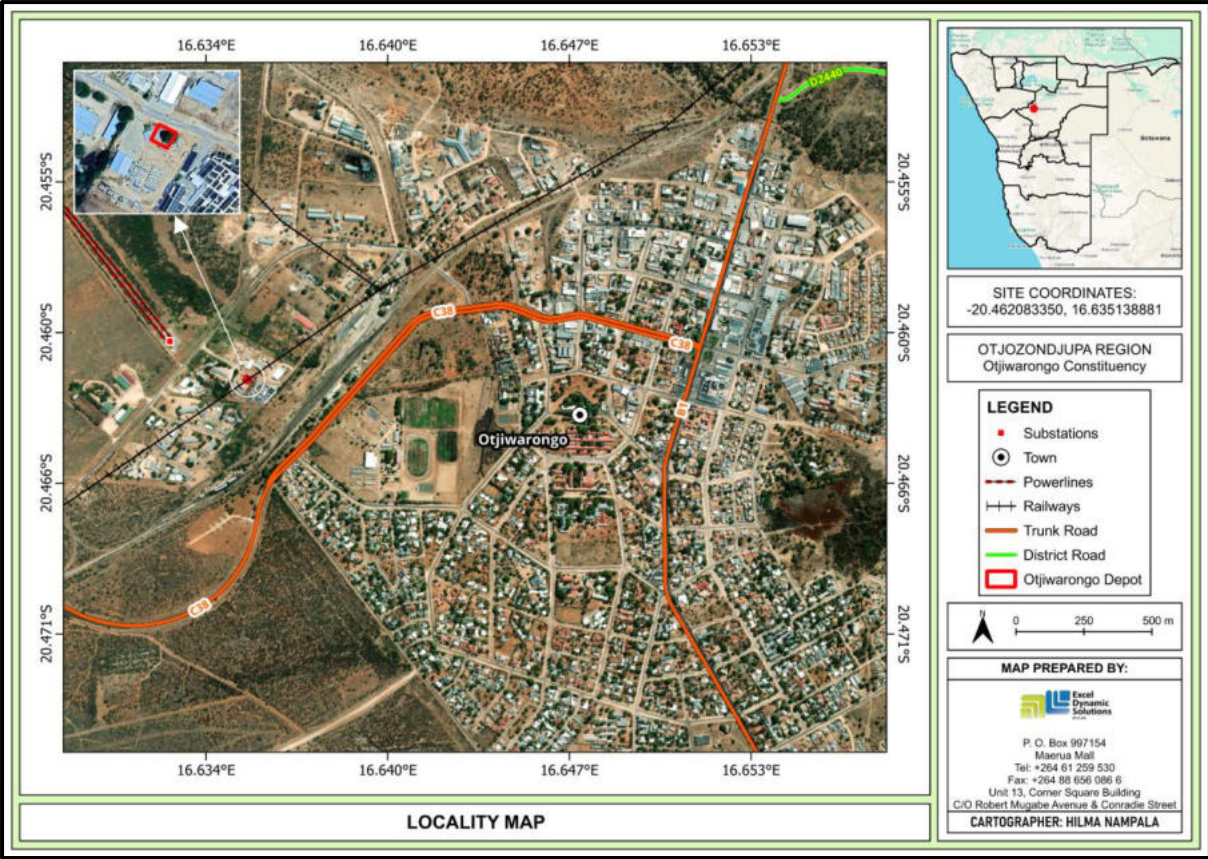 16.634°E 16.640°E 16.647°E 16.653°E
D2440
20.455°S
20.455°S
C38
20.460°S
C38
20.460°S
B1
Otjiwarongo
20.466°S
20.466°S
C38
20.471°S
20.471°S
16.634°E 16.640°E 16.647°E 16.653°E
LOCALITY MAP
Botswana
SITE COORDINATES:
-20.462083350, 16.635138881
OTJOZONDJUPA REGION
Otjiwarongo Constituency
LEGEND
Substations
Town
Powerlines
Railways
Trunk Road
District Road
Otjiwarongo Depot
N
0 250 500 m
MAP PREPARED BY:
Excel
Dynamic
Solutions
P. O. Box 997154
Maerua Mall
Tel: +264 61 259 530
Fax: +264 88 656 086 6
Unit 13, Corner Square Building
C/O Robert Mugabe Avenue & Conradie Street
CARTOGRAPHER: HILMA NAMPALA